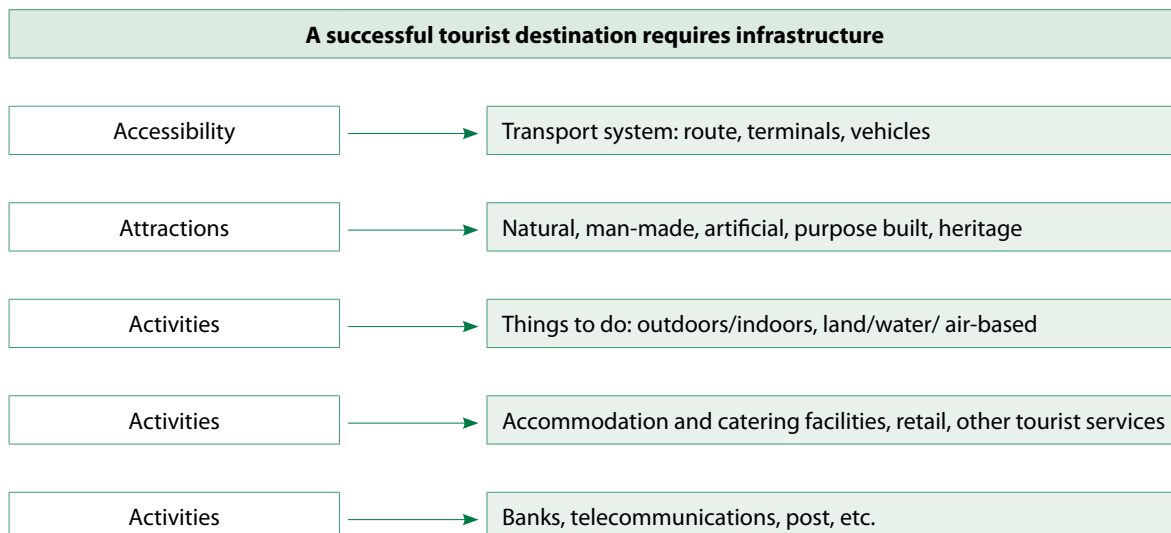 A successful tourist destination requires infrastructure
Accessibility
Transport system: route, terminals, vehicles
Attractions
Natural, man-made, artificial, purpose built, heritage
Activities
Things to do: outdoors/indoors, land/water/ air-based
Activities
Accommodation and catering facilities, retail, other tourist services
Activities
Banks, telecommunications, post, etc.